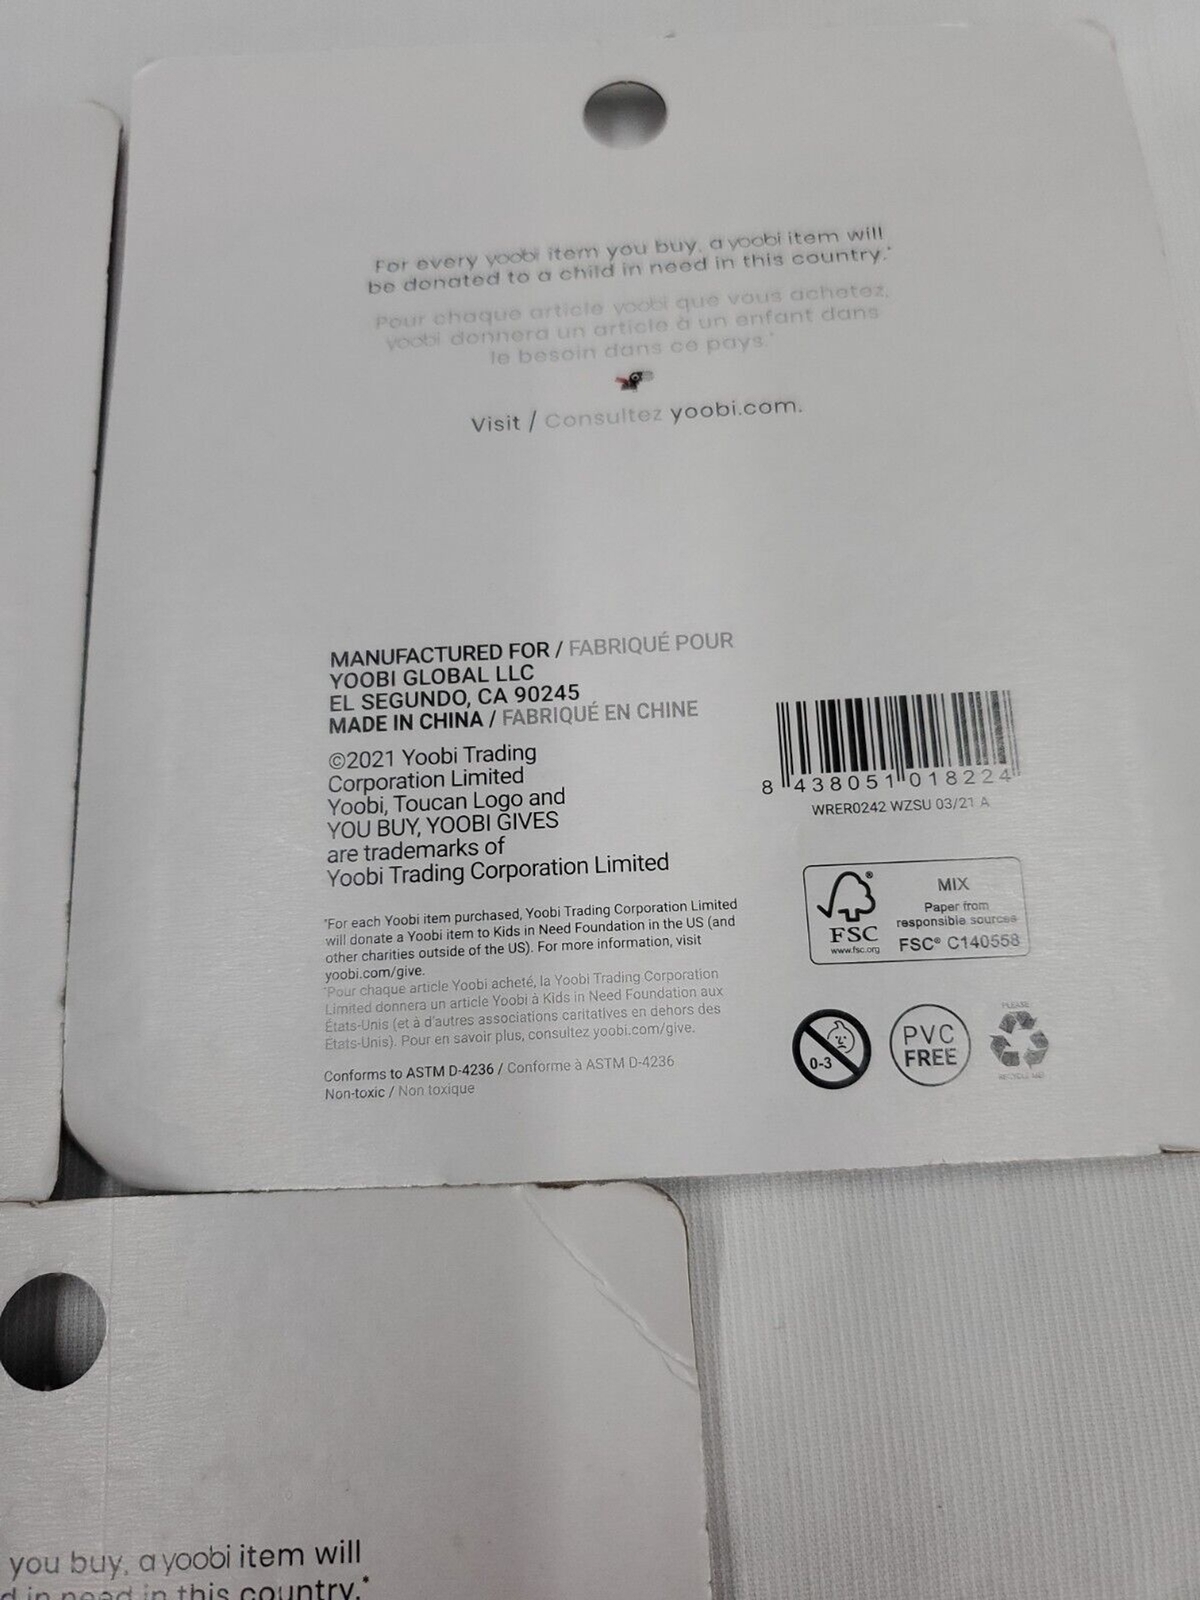 For every yoobi item you buy, a yoobi item will
be donated to a child in need in this country.*
Pour chaque article yoobi que vous achetez,
yoobi donnera un article à un enfant dans
le besoin dans ce pays.*
Visit / Consultez yoobi.com.
MANUFACTURED FOR / FABRIQUÉ POUR
YOOBI GLOBAL LLC
EL SEGUNDO, CA 90245
MADE IN CHINA / FABRIQUÉ EN CHINE
©2021 Yoobi Trading
Corporation Limited
Yoobi, Toucan Logo and
YOU BUY, YOOBI GIVES
are trademarks of
Yoobi Trading Corporation Limited
*For each Yoobi item purchased, Yoobi Trading Corporation Limited
will donate a Yoobi item to Kids in Need Foundation in the US (and
other charities outside of the US). For more information, visit
yoobi.com/give.
*Pour chaque article Yoobi acheté, la Yoobi Trading Corporation
Limited donnera un article Yoobi à Kids in Need Foundation aux
États-Unis (et à d'autres associations caritatives en dehors des
États-Unis). Pour en savoir plus, consultez yoobi.com/give.
Conforms to ASTM D-4236 / Conforme à ASTM D-4236
Non-toxic / Non toxique
8 438051 018224
WRER0242 WZSU 03/21 A
FSC
www.fsc.org
MIX
Paper from
responsible sources
FSC® C140558
0-3
PVC
FREE
PLEASE
RECYCLE ME!
you buy, a yoobi item will
d in need in this country.*